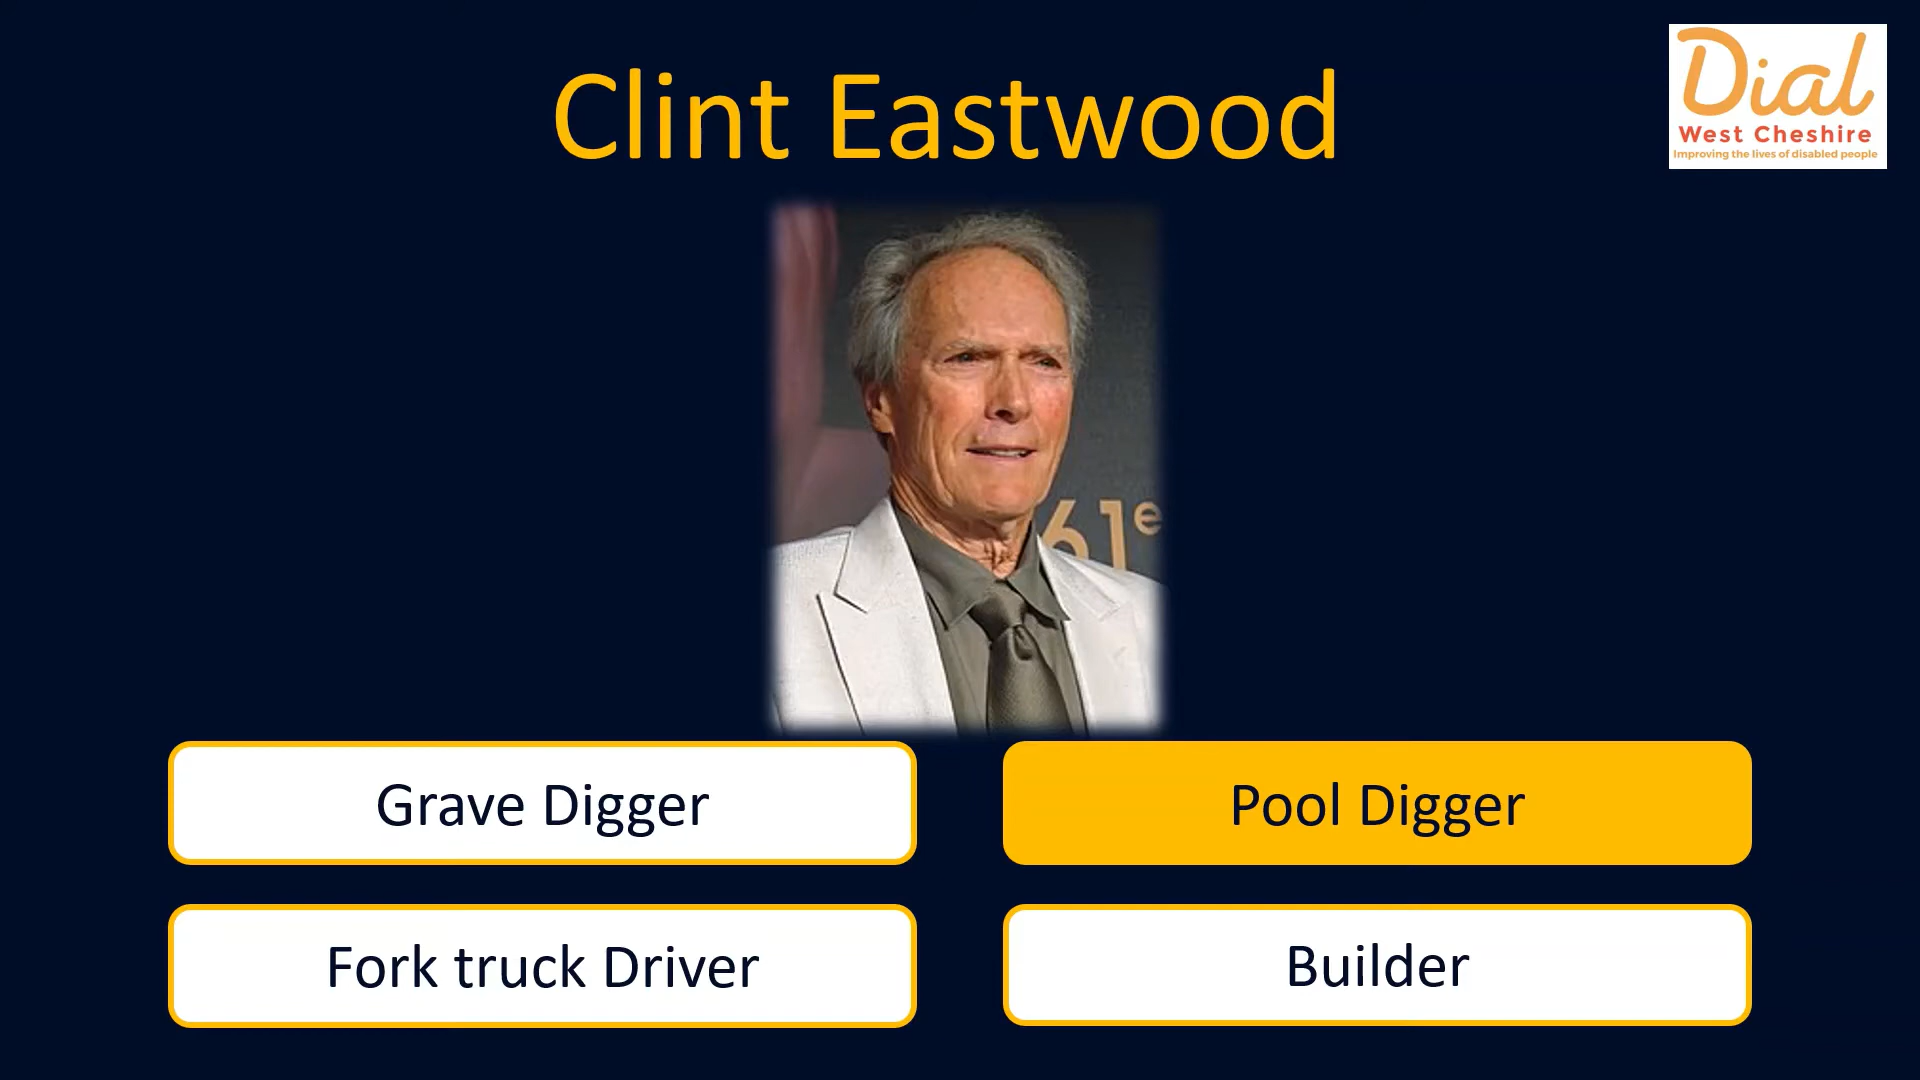 Clint Eastwood
Dial
West Cheshire
Improving the lives of disabled people
61e
Grave Digger
Pool Digger
Fork truck Driver
Builder